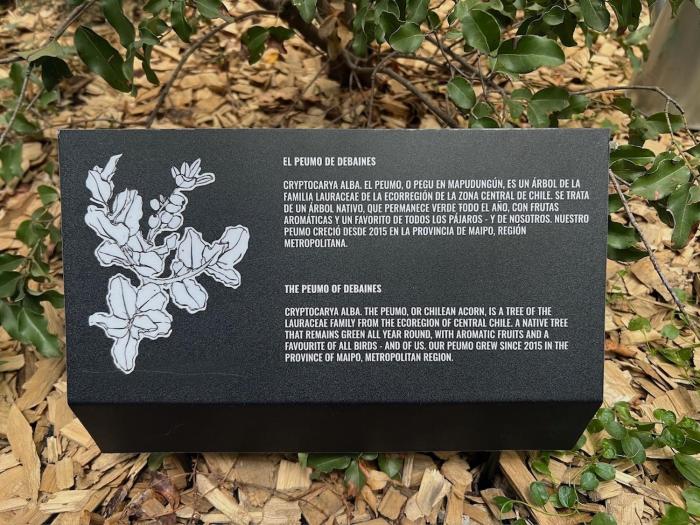 EL PEUMO DE DEBAINES
CRYPTOCARYA ALBA. EL PEUMO, O PEGU EN MAPUDUNGÚN, ES UN ÁRBOL DE LA
FAMILIA LAURACEAE DE LA ECORREGIÓN DE LA ZONA CENTRAL DE CHILE. SE TRATA
DE UN ÁRBOL NATIVO, QUE PERMANECE VERDE TODO EL AÑO, CON FRUTAS
AROMÁTICAS Y UN FAVORITO DE TODOS LOS PÁJAROS - Y DE NOSOTROS. NUESTRO
PEUMO CRECIÓ DESDE 2015 EN LA PROVINCIA DE MAIPO, REGIÓN
METROPOLITANA.
THE PEUMO OF DEBAINES
CRYPTOCARYA ALBA. THE PEUMO, OR CHILEAN ACORN, IS A TREE OF THE
LAURACEAE FAMILY FROM THE ECOREGION OF CENTRAL CHILE. A NATIVE TREE
THAT REMAINS GREEN ALL YEAR ROUND, WITH AROMATIC FRUITS AND A
FAVOURITE OF ALL BIRDS - AND OF US. OUR PEUMO GREW SINCE 2015 IN THE
PROVINCE OF MAIPO, METROPOLITAN REGION.